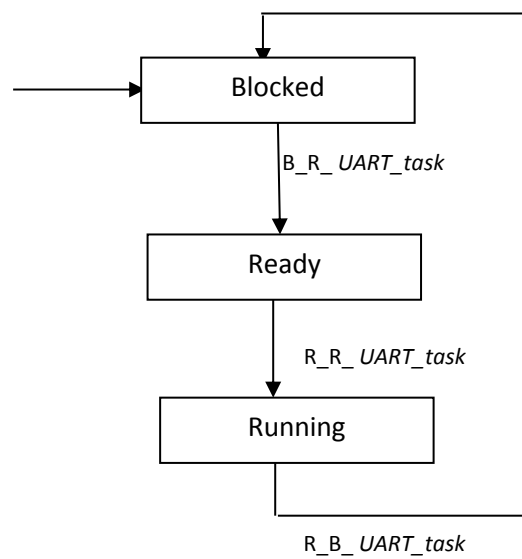 Blocked
B_R_ UART_task
Ready
R_R_ UART_task
Running
R_B_ UART_task